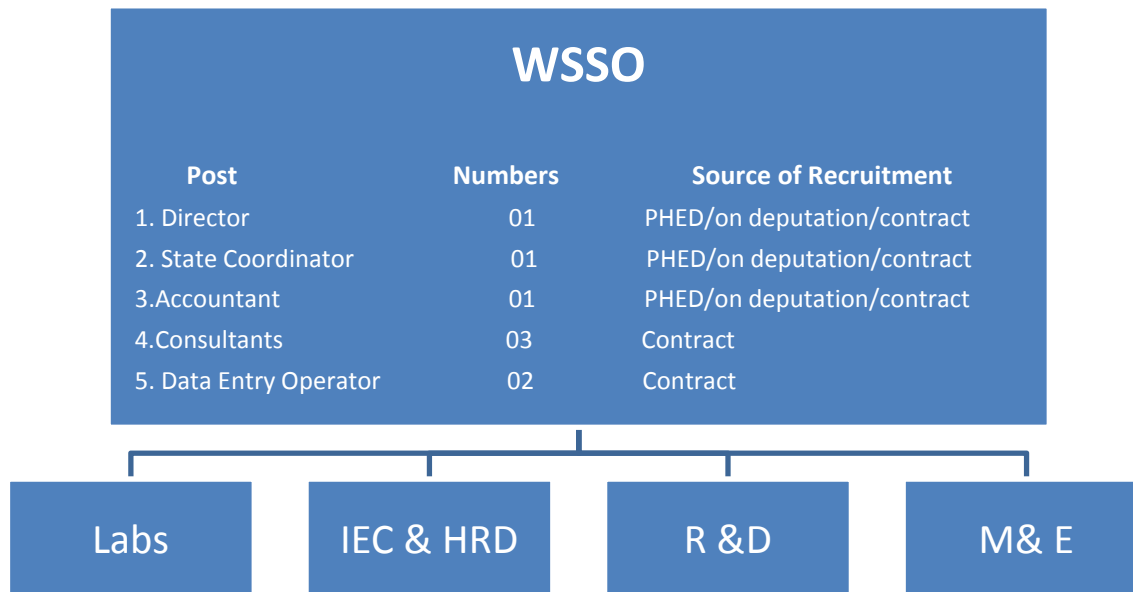 WSSO
Post Numbers Source of Recruitment
1. Director 01 PHED/on deputation/contract
2. State Coordinator 01 PHED/on deputation/contract
3.Accountant 01 PHED/on deputation/contract
4.Consultants 03 Contract
5. Data Entry Operator 02 Contract
Labs IEC & HRD R &D M& E